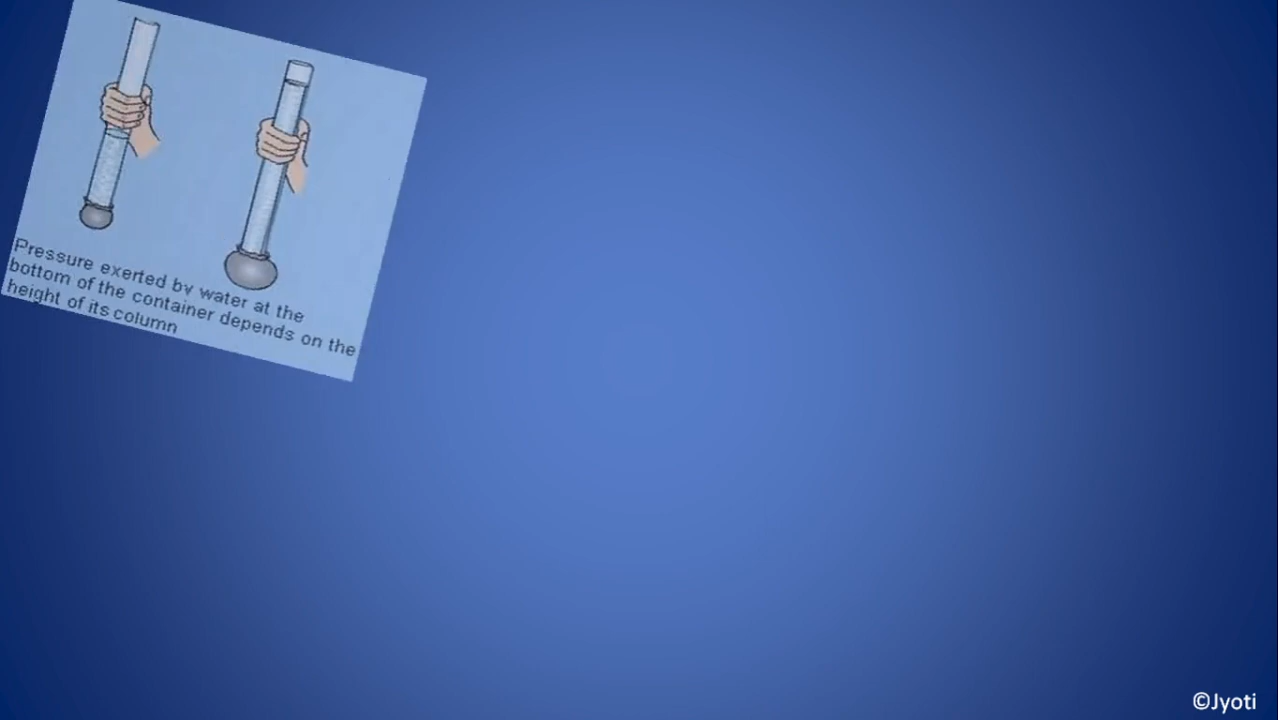 Pressure exerted by water at the
bottom of the container depends on the
height of its column
©Jyoti